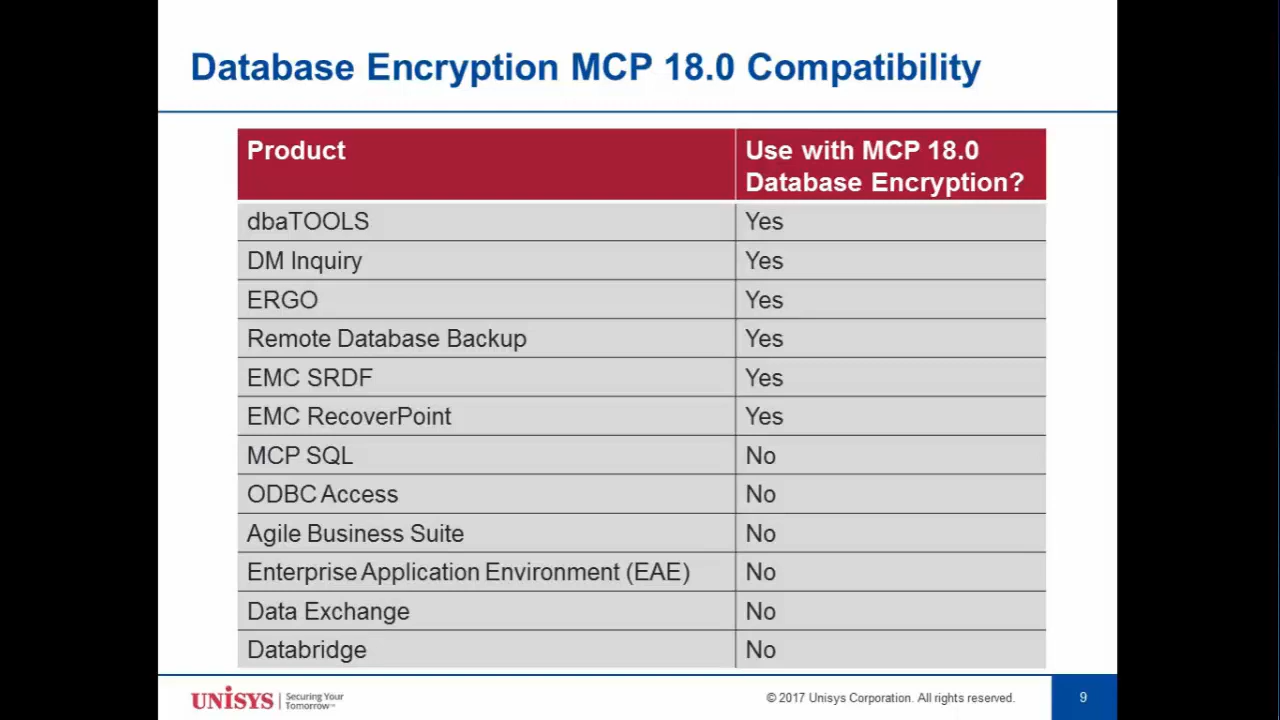 Database Encryption MCP 18.0 Compatibility
Product
Use with MCP 18.0
Database Encryption?
dbaTOOLS Yes
DM Inquiry Yes
ERGO Yes
Remote Database Backup Yes
EMC SRDF Yes
EMC RecoverPoint Yes
MCP SQL No
ODBC Access No
Agile Business Suite No
Enterprise Application Environment (EAE) No
Data Exchange No
Databridge No
UNISYS
Securing Your
Tomorrow™
© 2017 Unisys Corporation. All rights reserved.
9